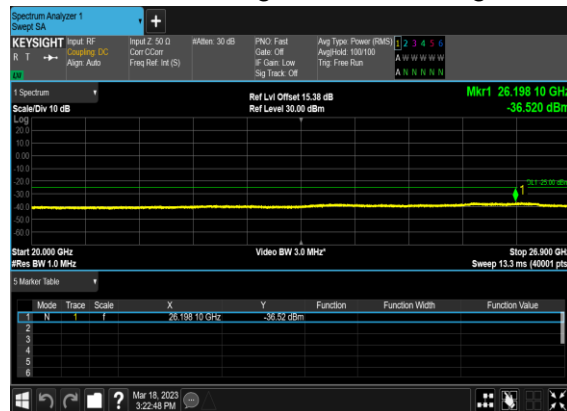 Spectrum Analyzer 1
Swept SA
+
KEYSIGHT Input: RF Input Z: 50 Ω #Atten: 30 dB PNO: Fast Avg Type: Power (RMS) 1 2 3 4 5 6
R T Coupling: DC Corr CCorr Gate: Off Avg|Hold: 100/100 A W W W W W
Align: Auto Freq Ref: Int (S) IF Gain: Low Trig: Free Run
LXI Sig Track: Off A N N N N N
1 Spectrum Ref Lvl Offset 15.38 dB Mkr1 26.198 10 GHz
Scale/Div 10 dB Ref Level 30.00 dBm -36.520 dBm
Log
20.0
10.0
0.00
-10.0
-20.0 DL1 25.00 dBm
-30.0 1
-40.0
-50.0
-60.0
Start 20.000 GHz Video BW 3.0 MHz* Stop 26.900 GHz
#Res BW 1.0 MHz Sweep 13.3 ms (40001 pts
5 Marker Table
Mode Trace Scale X Y Function Function Width Function Value
1 N 1 f 26.198 10 GHz -36.52 dBm
2
3
4
5
6
? Mar 18, 2023
3:22:48 PM